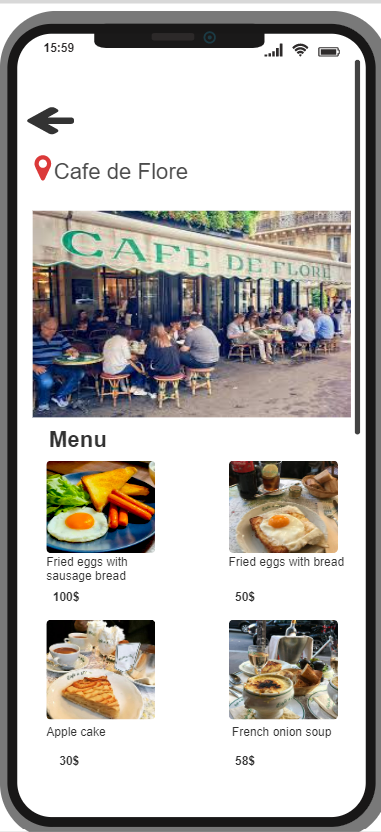 15:59
Cafe de Flore
CAFE DE FLORE
Menu
Fried eggs with
sausage bread
100$
Fried eggs with bread
50$
Apple cake
30$
French onion soup
58$